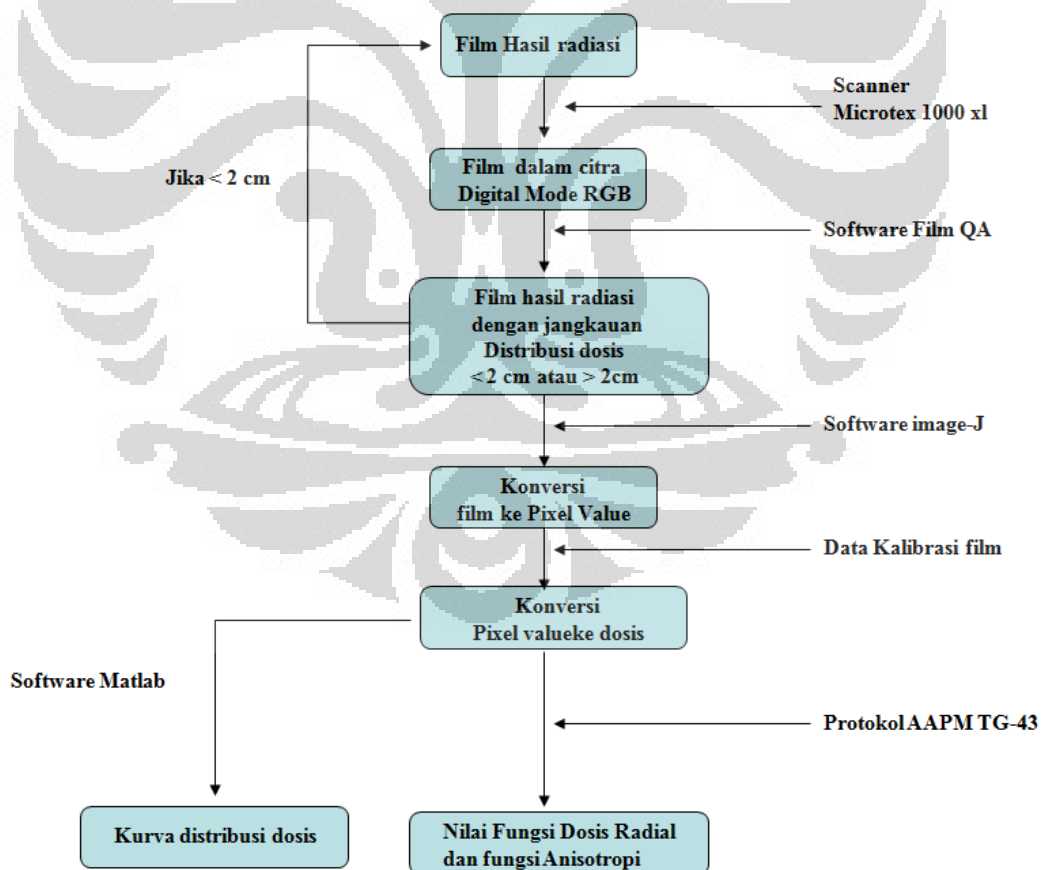 Film Hasil radiasi
Scanner
Microtex 1000 xl
Jika < 2 cm
Film dalam citra
Digital Mode RGB
Software Film QA
Film hasil radiasi
dengan jangkauan
Distribusi dosis
< 2 cm atau > 2cm
Software image-J
Konversi
film ke Pixel Value
Data Kalibrasi film
Konversi
Pixel valueke dosis
Software Matlab
Protokol AAPM TG-43
Kurva distribusi dosis
Nilai Fungsi Dosis Radial
dan fungsi Anisotropi